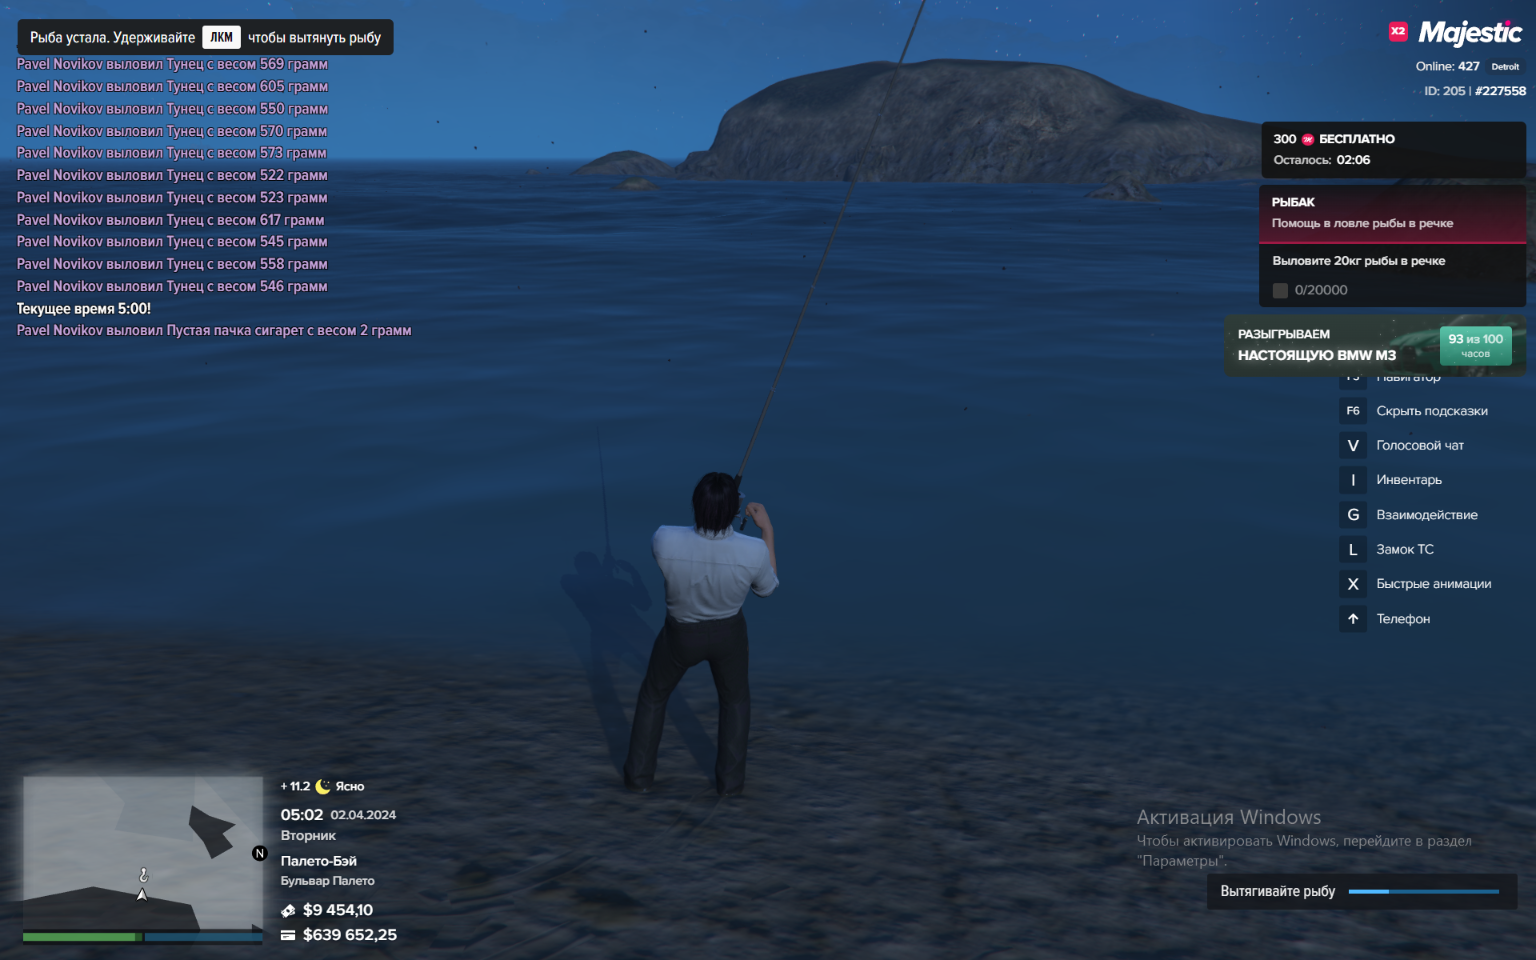 Рыба устала. Удерживайте ЛКМ чтобы вытянуть рыбу
Pavel Novikov выловил Тунец с весом 569 грамм
Pavel Novikov выловил Тунец с весом 605 грамм
Pavel Novikov выловил Тунец с весом 550 грамм
Pavel Novikov выловил Тунец с весом 570 грамм
Pavel Novikov выловил Тунец с весом 573 грамм
Pavel Novikov выловил Тунец с весом 522 грамм
Pavel Novikov выловил Тунец с весом 523 грамм
Pavel Novikov выловил Тунец с весом 617 грамм
Pavel Novikov выловил Тунец с весом 545 грамм
Pavel Novikov выловил Тунец с весом 558 грамм
Pavel Novikov выловил Тунец с весом 546 грамм
Текущее время 5:00!
Pavel Novikov выловил Пустая пачка сигарет с весом 2 грамм
X2 Majestic
Online: 427 Detroit
ID: 205 | #227558
300 БЕСПЛАТНО
Осталось: 02:06
РЫБАК
Помощь в ловле рыбы в речке
Выловите 20кг рыбы в речке
0/20000
РАЗЫГРЫВАЕМ
НАСТОЯЩУЮ BMW M3
93 из 100
часов
Навигатор
F6 Скрыть подсказки
V Голосовой чат
I Инвентарь
G Взаимодействие
L Замок ТС
X Быстрые анимации
Телефон
+11.2 Ясно
05:02 02.04.2024
Вторник
N
Палето-Бэй
Бульвар Палето
$9 454,10
$639 652,25
Активация Windows
Чтобы активировать Windows, перейдите в раздел
"Параметры".
Вытягивайте рыбу